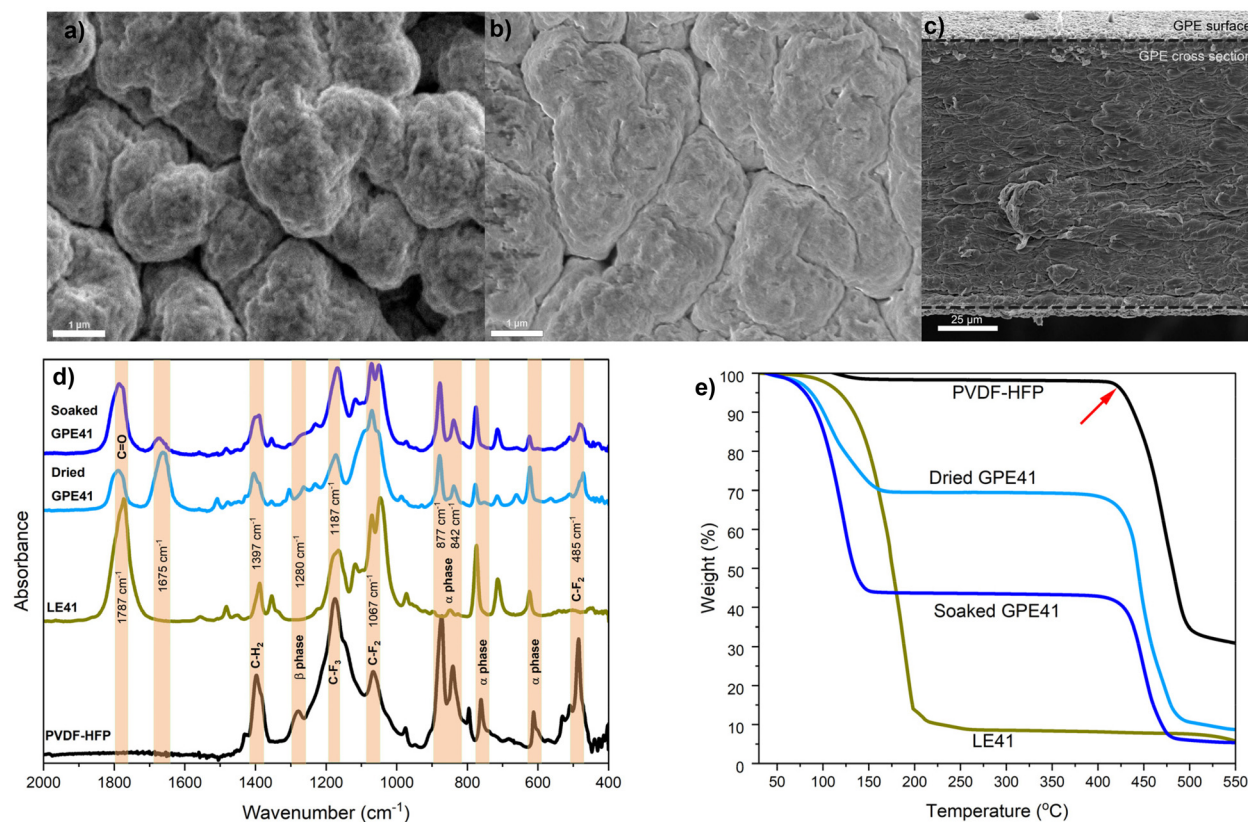 a)
1 µm
b)
1 µm
c)
GPE surface
GPE cross section
25 µm
d)
Absorbance
Soaked
GPE41
Dried
GPE41
LE41
PVDF-HFP
C=O
1787 cm⁻¹
1675 cm⁻¹
1397 cm⁻¹
C-H₂
1280 cm⁻¹
β phase
1187 cm⁻¹
C-F₃
1067 cm⁻¹
C-F₂
877 cm⁻¹
842 cm⁻¹
α phase
α phase
α phase
485 cm⁻¹
C-F₂
2000 1800 1600 1400 1200 1000 800 600 400
Wavenumber (cm⁻¹)
e)
Weight (%)
100
90
80
70
60
50
40
30
20
10
0
PVDF-HFP
Dried GPE41
Soaked GPE41
LE41
50 100 150 200 250 300 350 400 450 500 550
Temperature (°C)